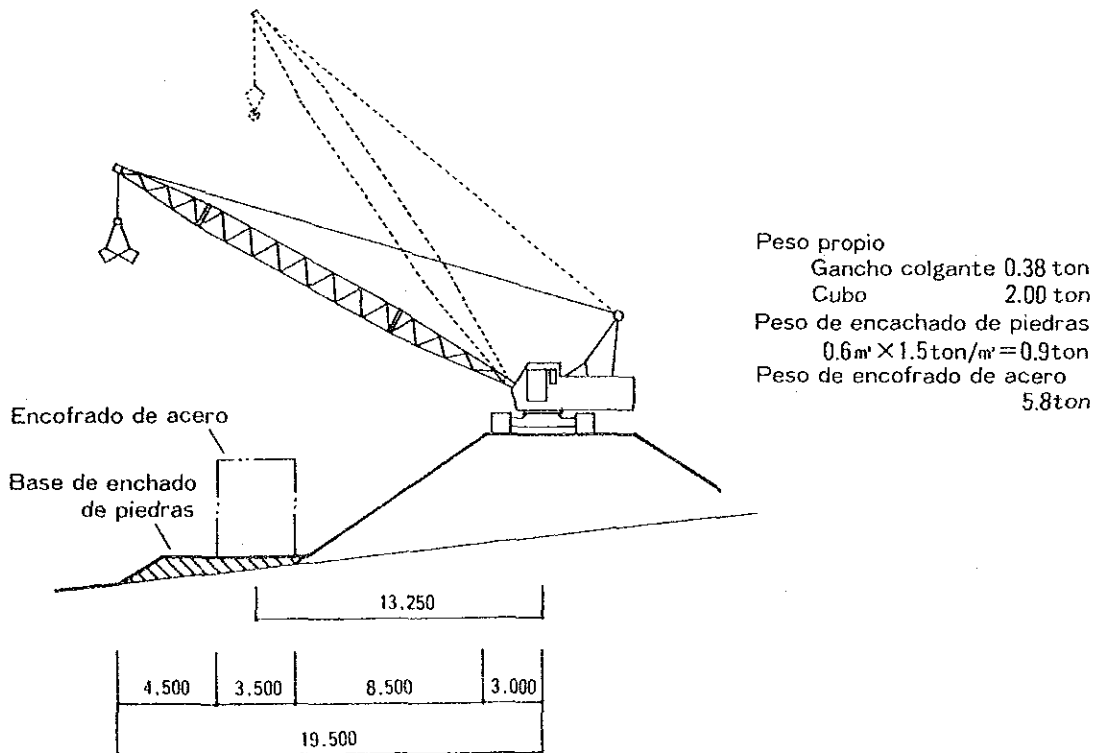 Peso propio
Gancho colgante 0.38 ton
Cubo 2.00 ton
Peso de encachado de piedras
0.6㎥×1.5ton/㎥=0.9ton
Peso de encofrado de acero
5.8ton
Encofrado de acero
Base de enchado
de piedras
13.250
4.500 3.500 8.500 3.000
19.500